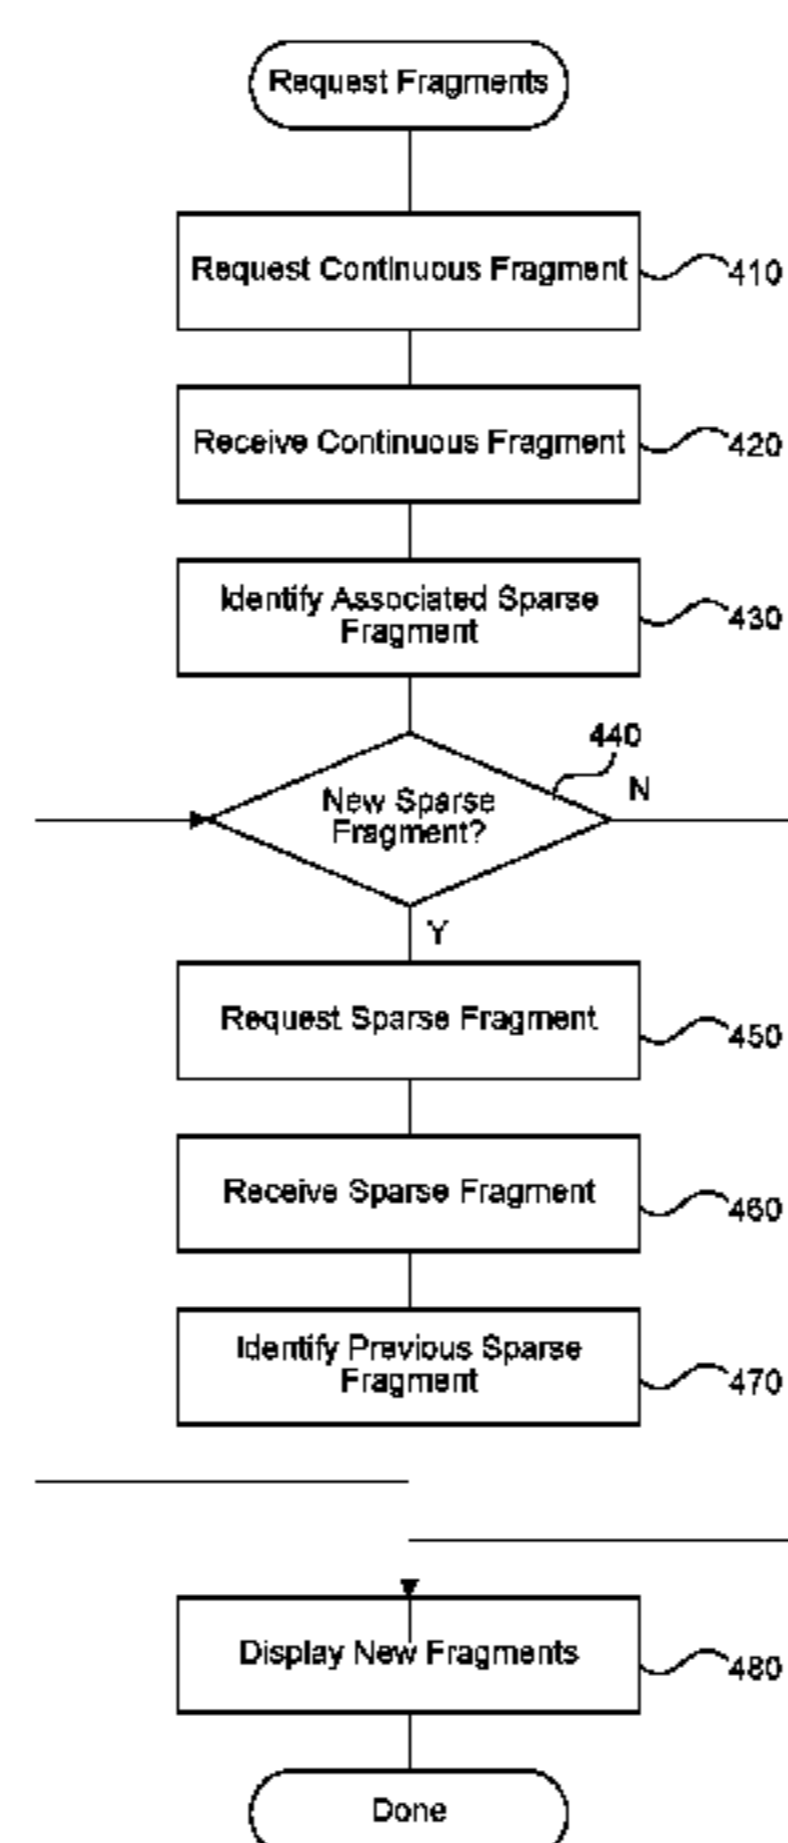 Request Fragments
Request Continuous Fragment
410
Receive Continuous Fragment
420
Identify Associated Sparse
Fragment
430
440
N
New Sparse
Fragment?
Y
Request Sparse Fragment
450
Receive Sparse Fragment
460
Identify Previous Sparse
Fragment
470
Display New Fragments
480
Done